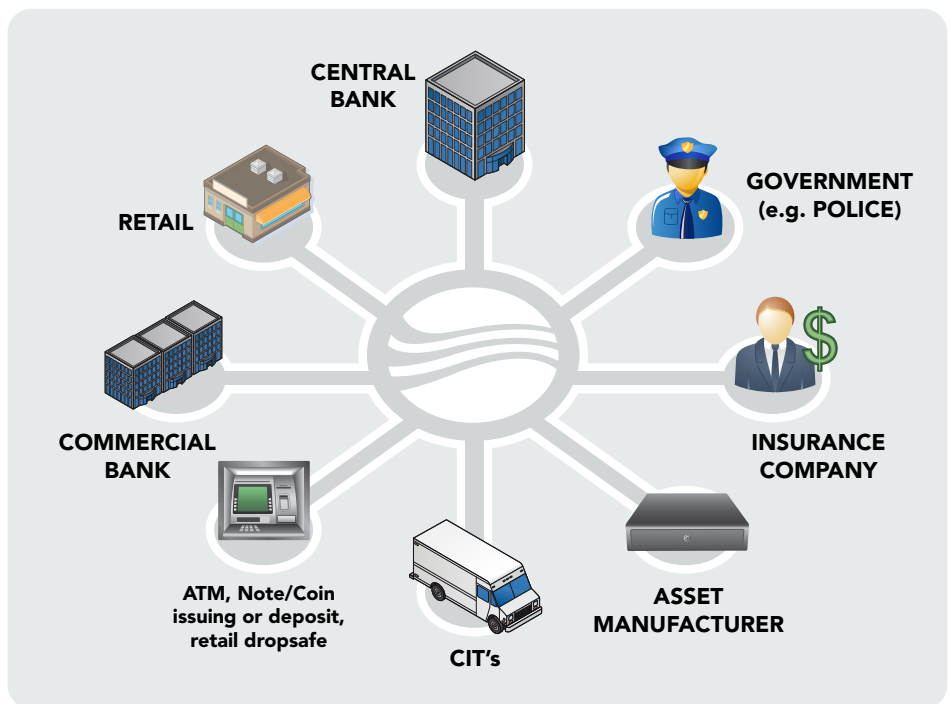 CENTRAL
BANK
GOVERNMENT
(e.g. POLICE)
RETAIL
INSURANCE
COMPANY
COMMERCIAL
BANK
ATM, Note/Coin
issuing or deposit,
retail dropsafe
ASSET
MANUFACTURER
CIT's
$